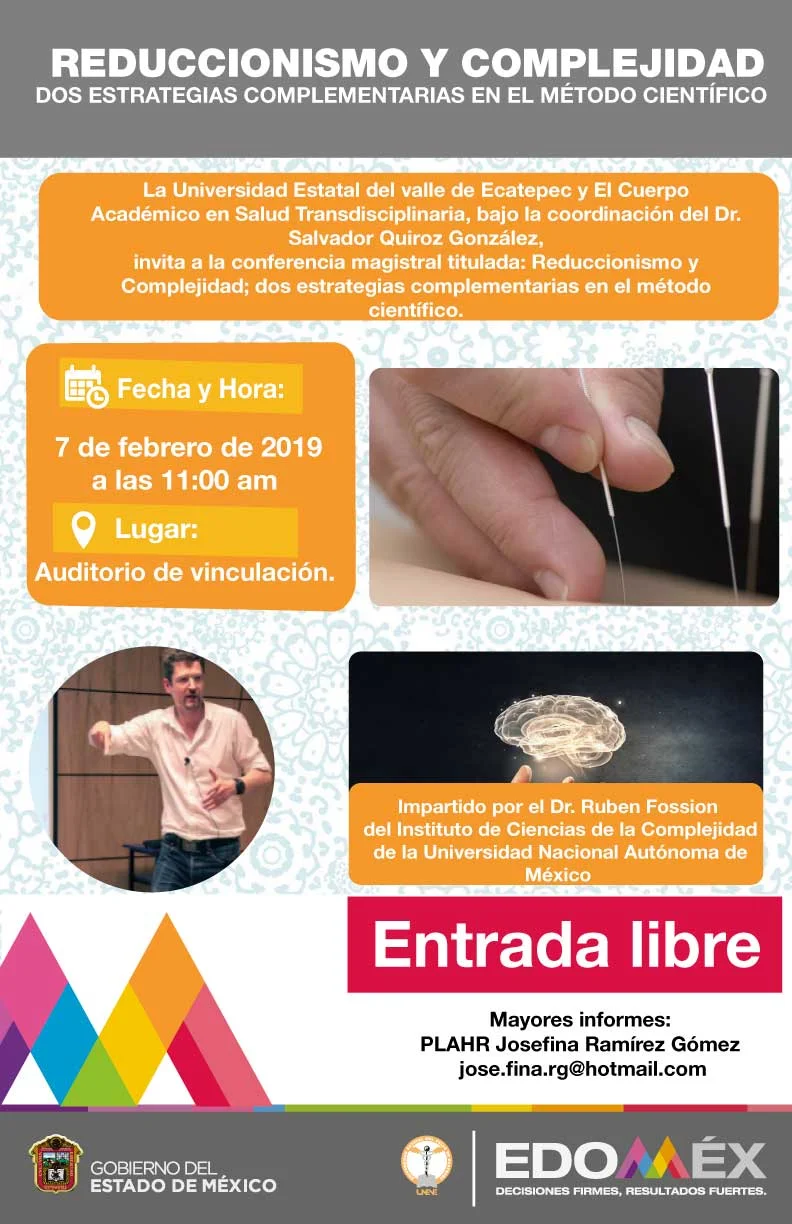 REDUCCIONISMO Y COMPLEJIDAD
DOS ESTRATEGIAS COMPLEMENTARIAS EN EL MÉTODO CIENTÍFICO
La Universidad Estatal del valle de Ecatepec y El Cuerpo
Académico en Salud Transdisciplinaria, bajo la coordinación del Dr.
Salvador Quiroz González,
invita a la conferencia magistral titulada: Reduccionismo y
Complejidad; dos estrategias complementarias en el método
científico.
Fecha y Hora:
7 de febrero de 2019
a las 11:00 am
Lugar:
Auditorio de vinculación.
Impartido por el Dr. Ruben Fossion
del Instituto de Ciencias de la Complejidad
de la Universidad Nacional Autónoma de
México
Entrada libre
Mayores informes:
PLAHR Josefina Ramírez Gómez
jose.fina.rg@hotmail.com
GOBIERNO DEL
ESTADO DE MÉXICO
EDOMÉX
DECISIONES FIRMES, RESULTADOS FUERTES.